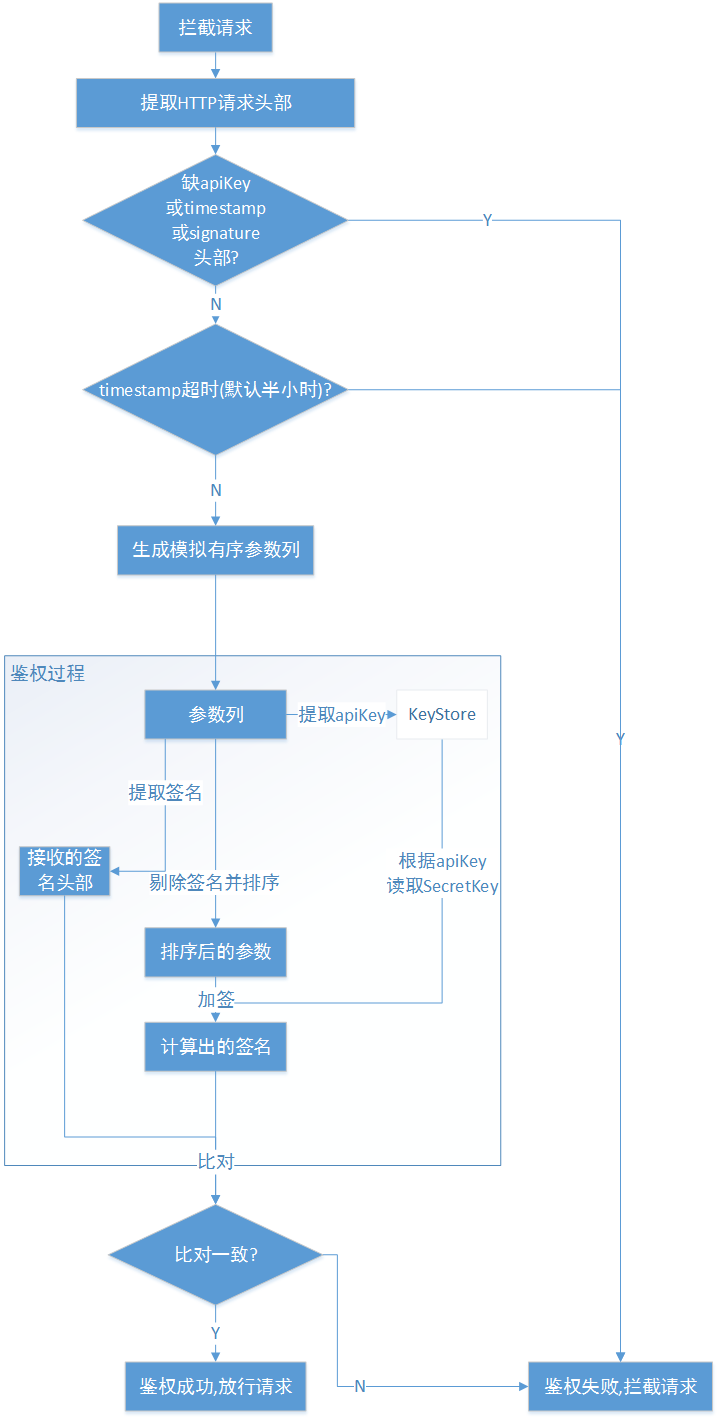 拦截请求
提取HTTP请求头部
缺apiKey
或timestamp
或signature
头部?
Y
N
timestamp超时(默认半小时)?
N
生成模拟有序参数列
鉴权过程
参数列
提取apiKey
KeyStore
Y
提取签名
接收的签
名头部
根据apiKey
读取SecretKey
剔除签名并排序
排序后的参数
加签
计算出的签名
比对
比对一致?
Y
N
鉴权成功,放行请求
鉴权失败,拦截请求